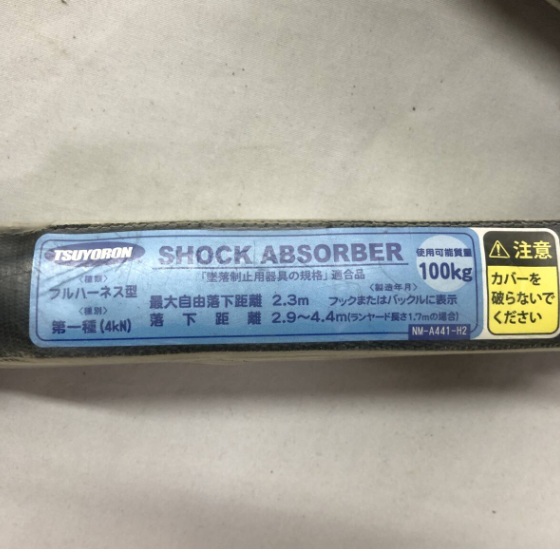 TSUYORON
SHOCK ABSORBER
「墜落制止用器具の規格」適合品
使用可能質量
100kg
〈種類〉
フルハーネス型
〈種別〉
第一種(4kN)
最大自由落下距離 2.3m
〈製造年月〉
フックまたはバックルに表示
落下距離 2.9～4.4m(ランヤード長さ1.7mの場合)
NM-A441-H2
注意
カバーを
破らないで
ください